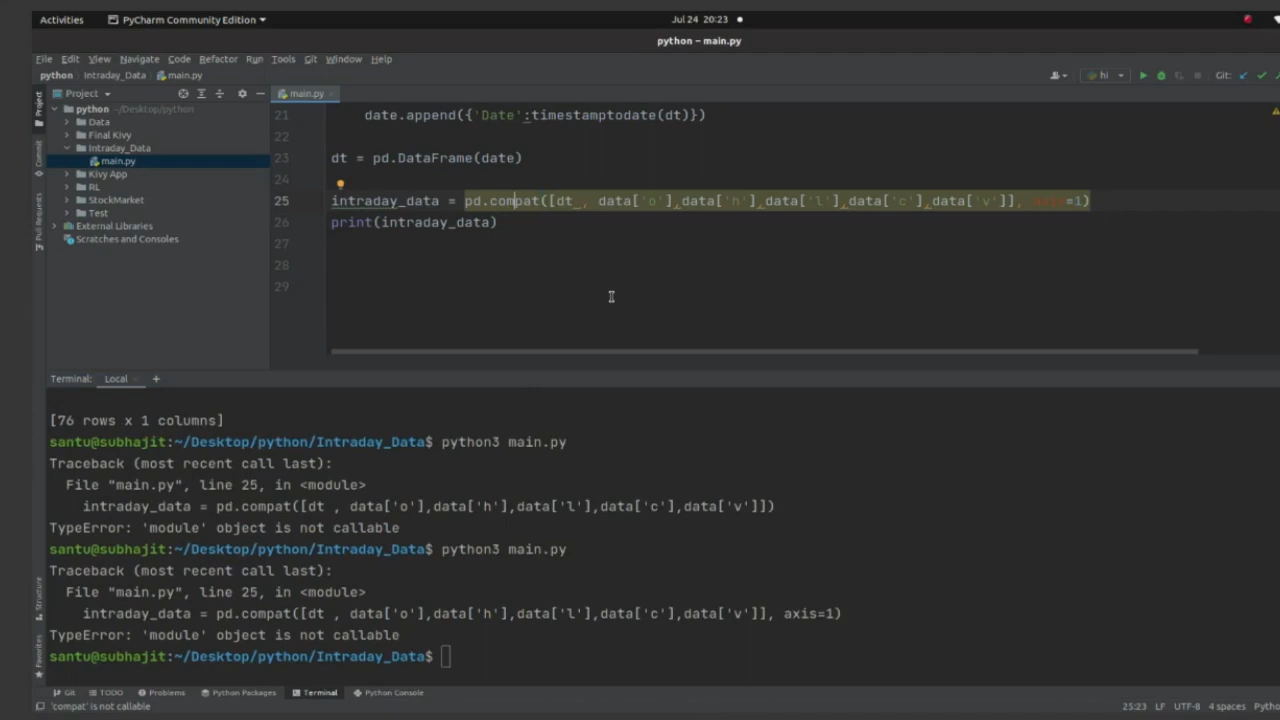 Activities PyCharm Community Edition Jul 24 20:23
python – main.py
File Edit View Navigate Code Refactor Run Tools Git Window Help
python Intraday_Data main.py hi Git:
Project main.py
Project
Commit
Pull Requests
python ~/Desktop/python
Data
Final Kivy
Intraday_Data
main.py
Kivy App
RL
StockMarket
Test
External Libraries
Scratches and Consoles
21 date.append({'Date':timestamptodate(dt)})
22
23 dt = pd.DataFrame(date)
24
25 intraday_data = pd.compat([dt , data['o'],data['h'],data['l'],data['c'],data['v']], axis=1)
26 print(intraday_data)
27
28
29
Terminal: Local +
[76 rows x 1 columns]
santu@subhajit:~/Desktop/python/Intraday_Data$ python3 main.py
Traceback (most recent call last):
File "main.py", line 25, in <module>
intraday_data = pd.compat([dt , data['o'],data['h'],data['l'],data['c'],data['v']])
TypeError: 'module' object is not callable
santu@subhajit:~/Desktop/python/Intraday_Data$ python3 main.py
Traceback (most recent call last):
File "main.py", line 25, in <module>
intraday_data = pd.compat([dt , data['o'],data['h'],data['l'],data['c'],data['v']], axis=1)
TypeError: 'module' object is not callable
santu@subhajit:~/Desktop/python/Intraday_Data$
Structure
Favorites
Git TODO Problems Python Packages Terminal Python Console
'compat' is not callable 25:23 LF UTF-8 4 spaces Pytho